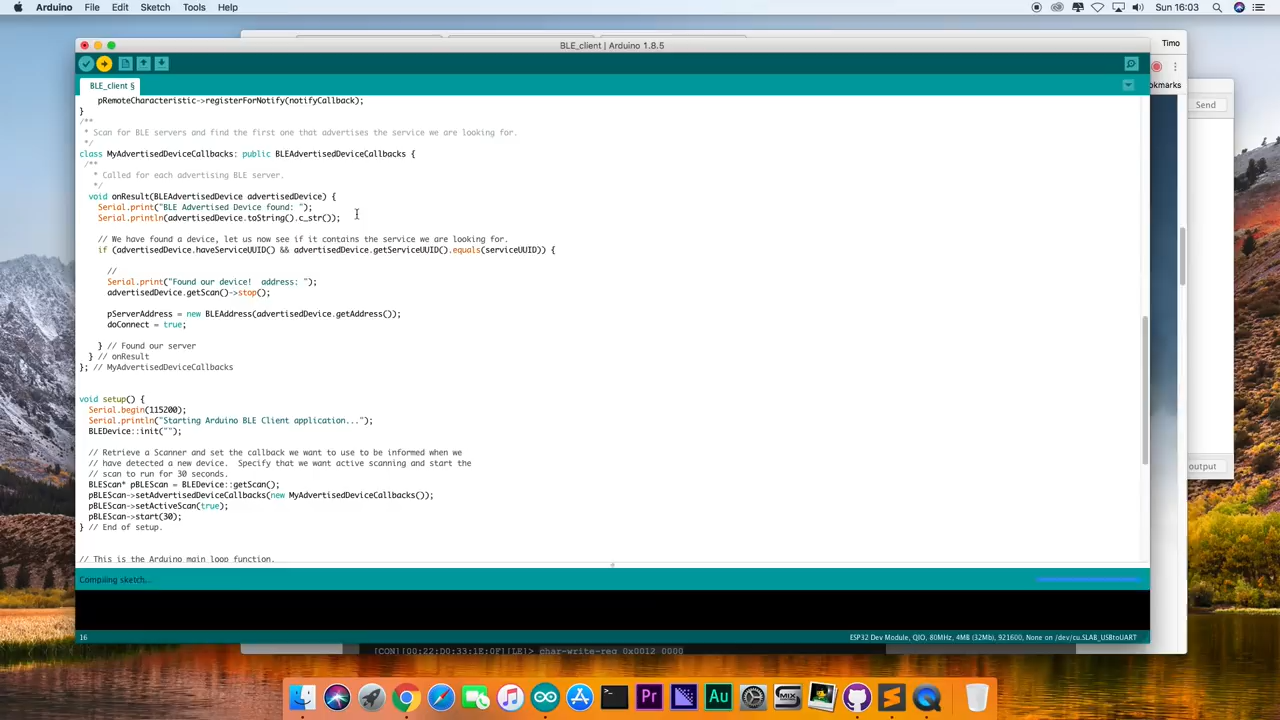 Arduino File Edit Sketch Tools Help Sun 16:03
BLE_client | Arduino 1.8.5
Timo
BLE_client §
okmarks
Send
pRemoteCharacteristic->registerForNotify(notifyCallback);
}
/**
* Scan for BLE servers and find the first one that advertises the service we are looking for.
*/
class MyAdvertisedDeviceCallbacks: public BLEAdvertisedDeviceCallbacks {
/**
* Called for each advertising BLE server.
*/
void onResult(BLEAdvertisedDevice advertisedDevice) {
Serial.print("BLE Advertised Device found: ");
Serial.println(advertisedDevice.toString().c_str());
// We have found a device, let us now see if it contains the service we are looking for.
if (advertisedDevice.haveServiceUUID() && advertisedDevice.getServiceUUID().equals(serviceUUID)) {
//
Serial.print("Found our device!  address: ");
advertisedDevice.getScan()->stop();
pServerAddress = new BLEAddress(advertisedDevice.getAddress());
doConnect = true;
} // Found our server
} // onResult
}; // MyAdvertisedDeviceCallbacks
void setup() {
Serial.begin(115200);
Serial.println("Starting Arduino BLE Client application...");
BLEDevice::init("");
// Retrieve a Scanner and set the callback we want to use to be informed when we
// have detected a new device.  Specify that we want active scanning and start the
// scan to run for 30 seconds.
BLEScan* pBLEScan = BLEDevice::getScan();
pBLEScan->setAdvertisedDeviceCallbacks(new MyAdvertisedDeviceCallbacks());
pBLEScan->setActiveScan(true);
pBLEScan->start(30);
} // End of setup.
// This is the Arduino main loop function.
output
Compiling sketch...
16 ESP32 Dev Module, QIO, 80MHz, 4MB (32Mb), 921600, None on /dev/cu.SLAB_USBtoUART
[CON][00:22:D0:33:1E:0F][LE]> char-write-req 0x0012 0000
Pr Au MIX